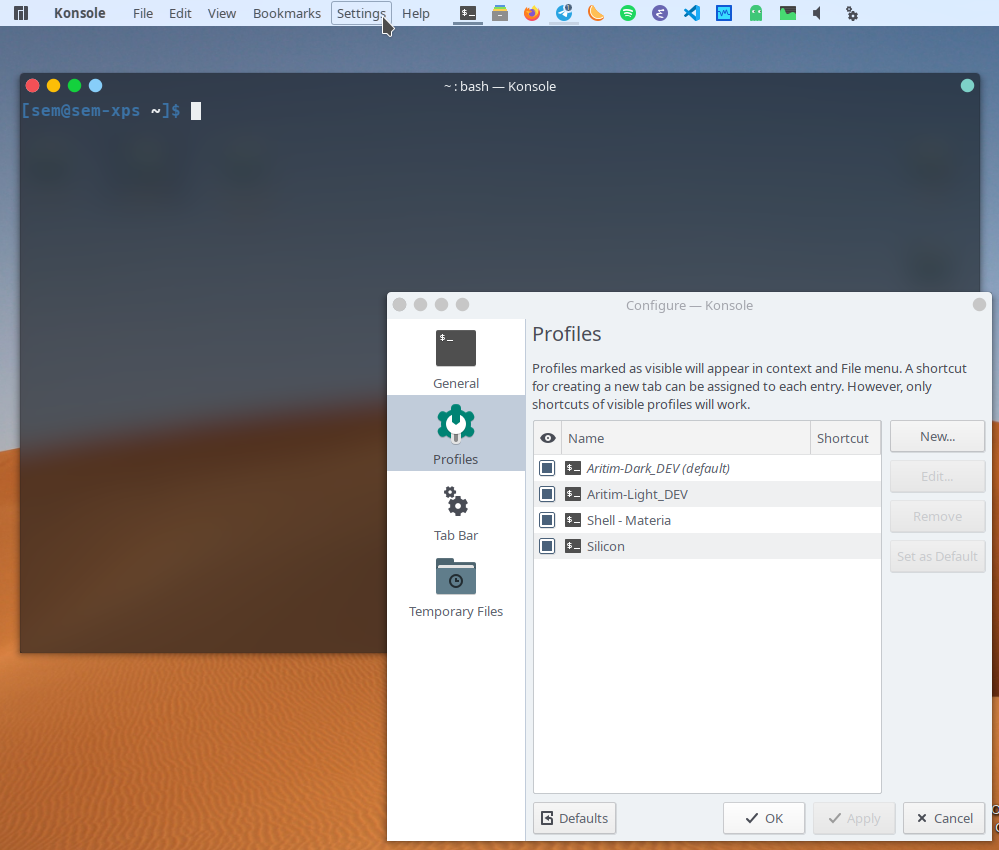 Konsole File Edit View Bookmarks Settings Help
~ : bash — Konsole
[sem@sem-xps ~]$
Configure — Konsole
General
Profiles
Tab Bar
Temporary Files
Profiles
Profiles marked as visible will appear in context and File menu. A shortcut
for creating a new tab can be assigned to each entry. However, only
shortcuts of visible profiles will work.
Name Shortcut
Aritim-Dark_DEV (default)
Aritim-Light_DEV
Shell - Materia
Silicon
New...
Edit...
Remove
Set as Default
Defaults
OK
Apply
Cancel